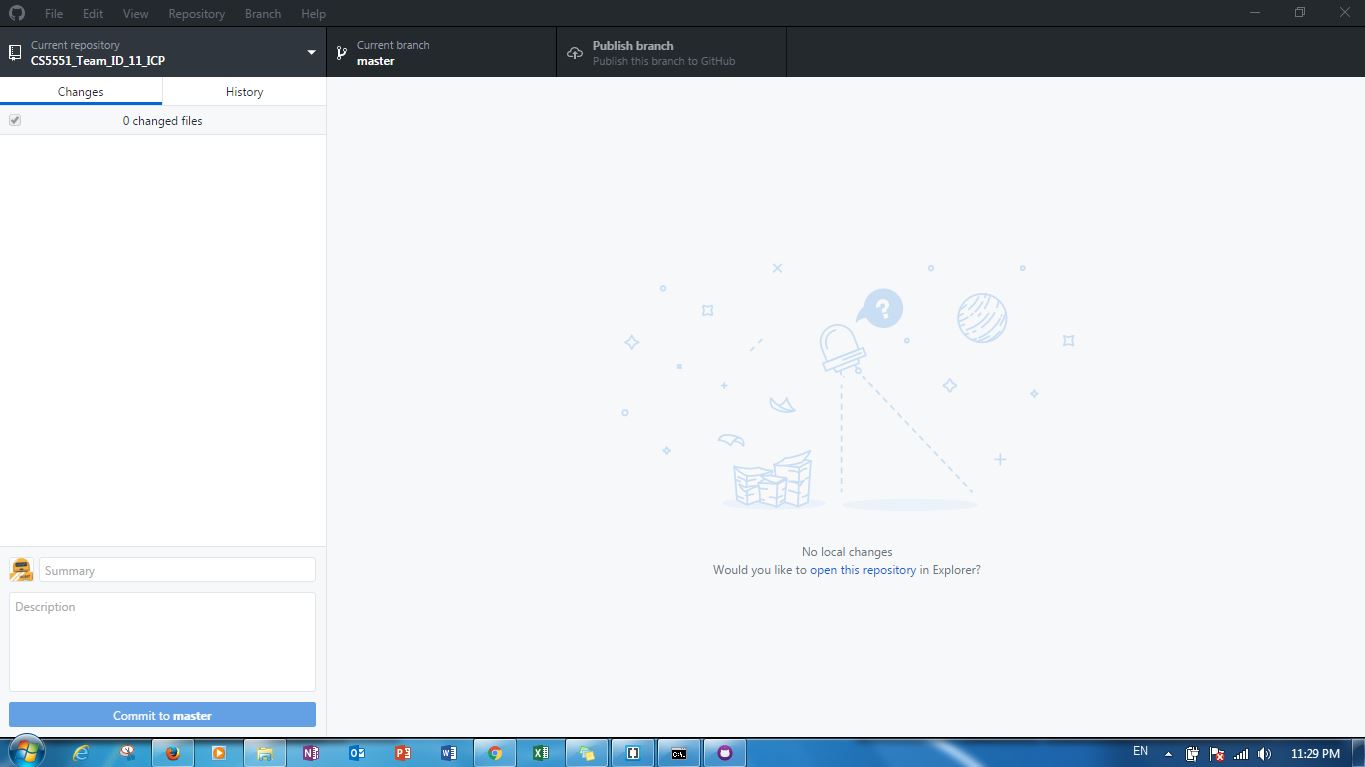 File Edit View Repository Branch Help
Current repository
CS5551_Team_ID_11_ICP
Current branch
master
Publish branch
Publish this branch to GitHub
Changes
History
0 changed files
?
No local changes
Would you like to open this repository in Explorer?
Summary
Description
Commit to master
EN
11:29 PM